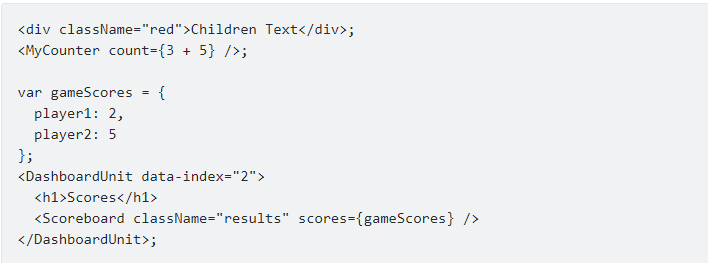 <div className="red">Children Text</div>;
<MyCounter count={3 + 5} />;

var gameScores = {
  player1: 2,
  player2: 5
};
<DashboardUnit data-index="2">
  <h1>Scores</h1>
  <Scoreboard className="results" scores={gameScores} />
</DashboardUnit>;